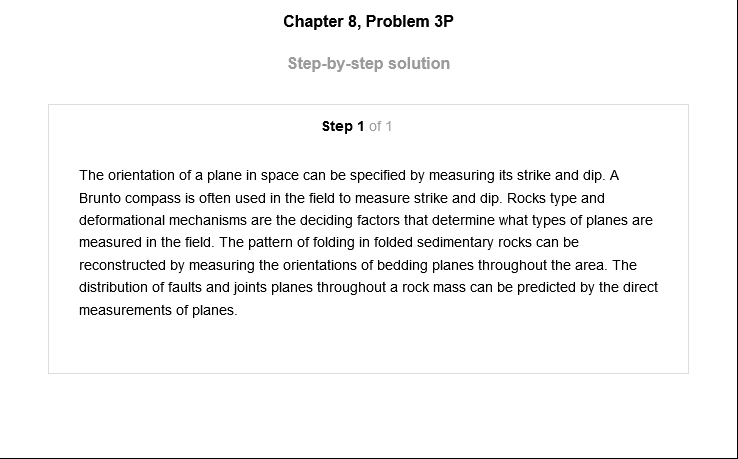 Chapter 8, Problem 3P
Step-by-step solution
Step 1 of 1
The orientation of a plane in space can be specified by measuring its strike and dip. A
Brunto compass is often used in the field to measure strike and dip. Rocks type and
deformational mechanisms are the deciding factors that determine what types of planes are
measured in the field. The pattern of folding in folded sedimentary rocks can be
reconstructed by measuring the orientations of bedding planes throughout the area. The
distribution of faults and joints planes throughout a rock mass can be predicted by the direct
measurements of planes.